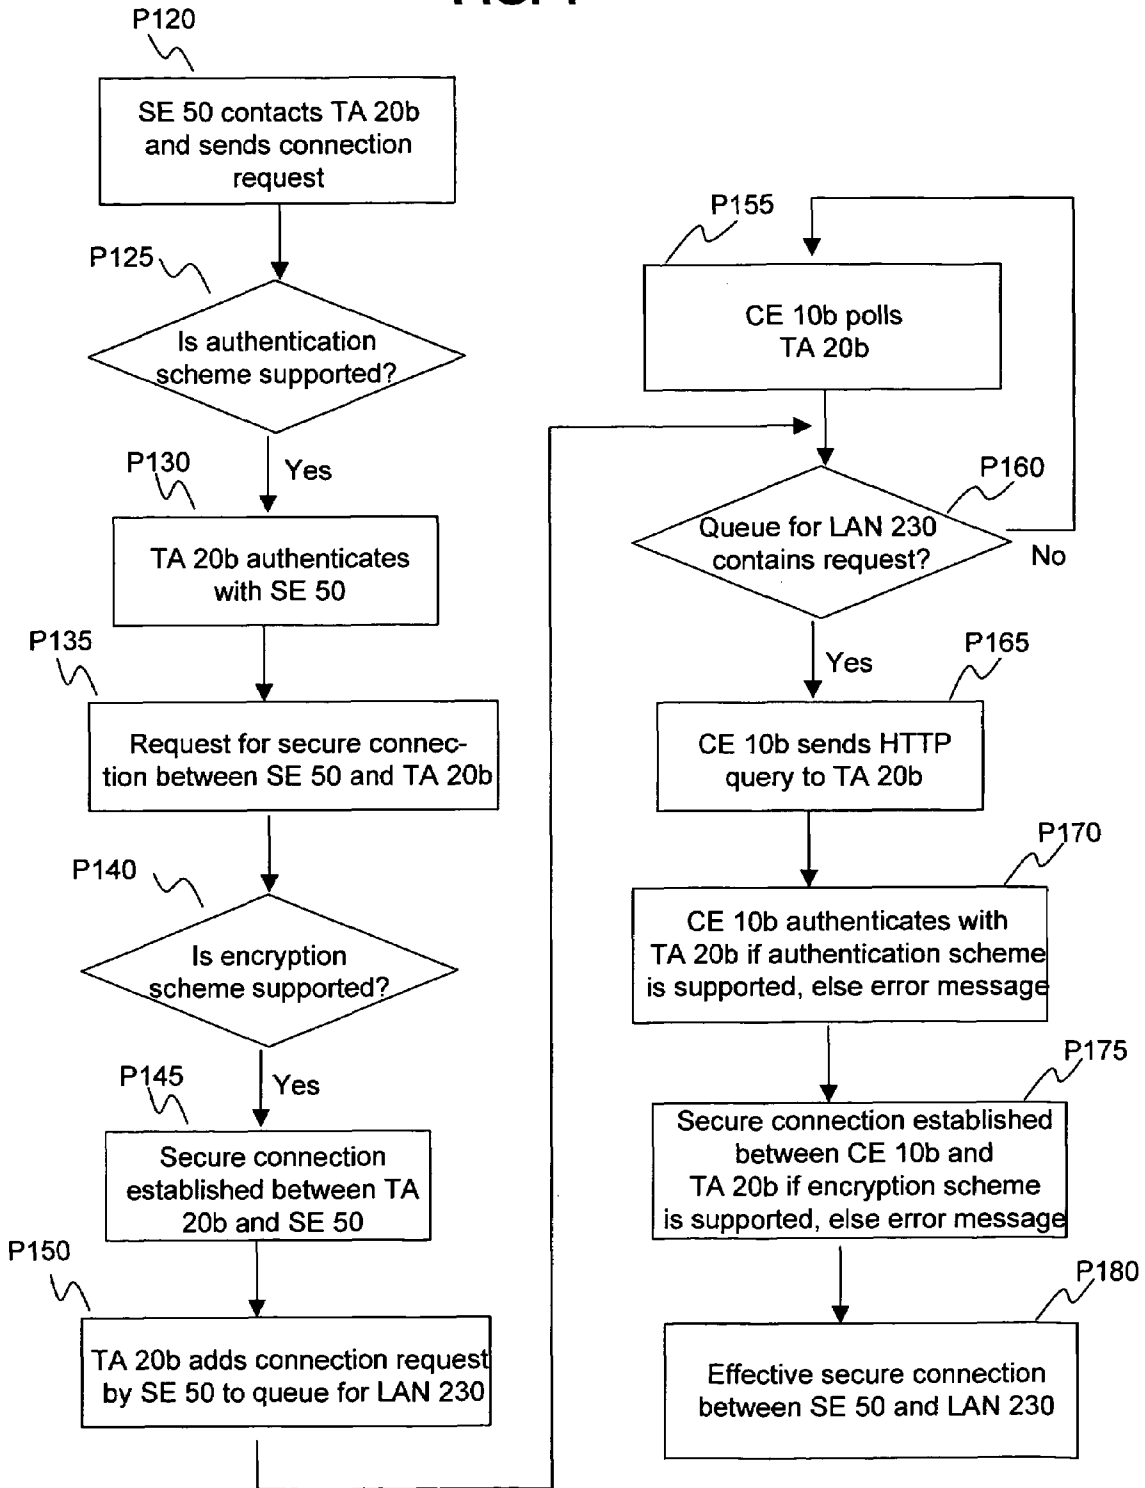 P120
SE 50 contacts TA 20b
and sends connection
request
P125
Is authentication
scheme supported?
Yes
P130
TA 20b authenticates
with SE 50
P135
Request for secure connec-
tion between SE 50 and TA 20b
P140
Is encryption
scheme supported?
Yes
P145
Secure connection
established between TA
20b and SE 50
P150
TA 20b adds connection request
by SE 50 to queue for LAN 230
P155
CE 10b polls
TA 20b
P160
Queue for LAN 230
contains request?
No
Yes
P165
CE 10b sends HTTP
query to TA 20b
P170
CE 10b authenticates with
TA 20b if authentication scheme
is supported, else error message
P175
Secure connection established
between CE 10b and
TA 20b if encryption scheme
is supported, else error message
P180
Effective secure connection
between SE 50 and LAN 230